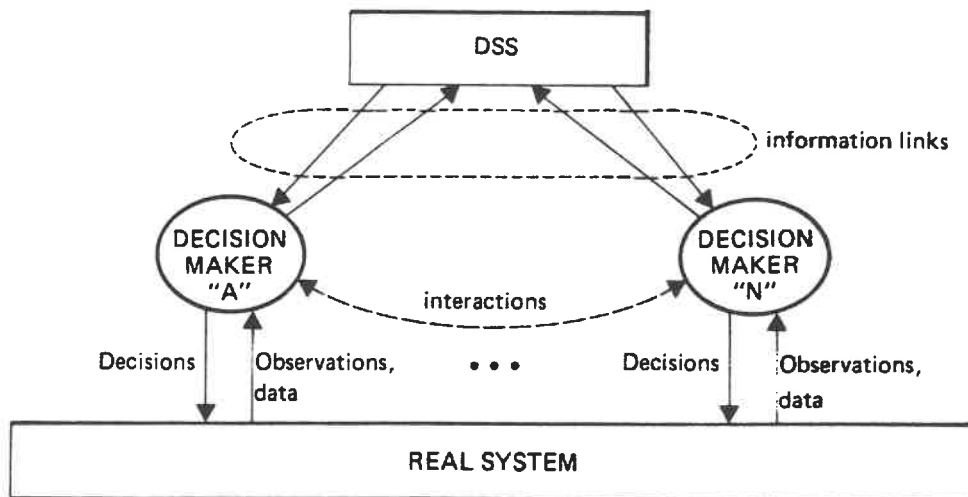 DSS
information links
DECISION
MAKER
"A"
DECISION
MAKER
"N"
interactions
Decisions
Observations,
data
• • •
Decisions
Observations,
data
REAL SYSTEM